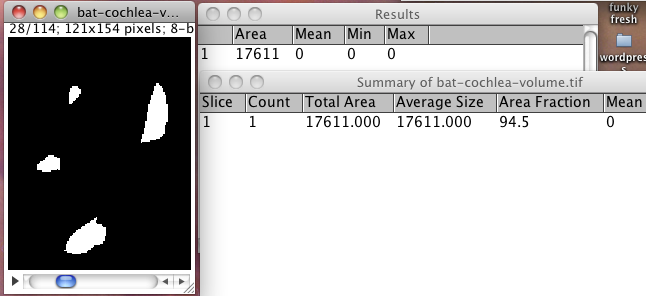 bat-cochlea-v...
28/114; 121x154 pixels; 8-b
Results
Area Mean Min Max
1 17611 0 0 0
Summary of bat-cochlea-volume.tif
Slice Count Total Area Average Size Area Fraction Mean
1 1 17611.000 17611.000 94.5 0
funky
fresh
wordpres
s